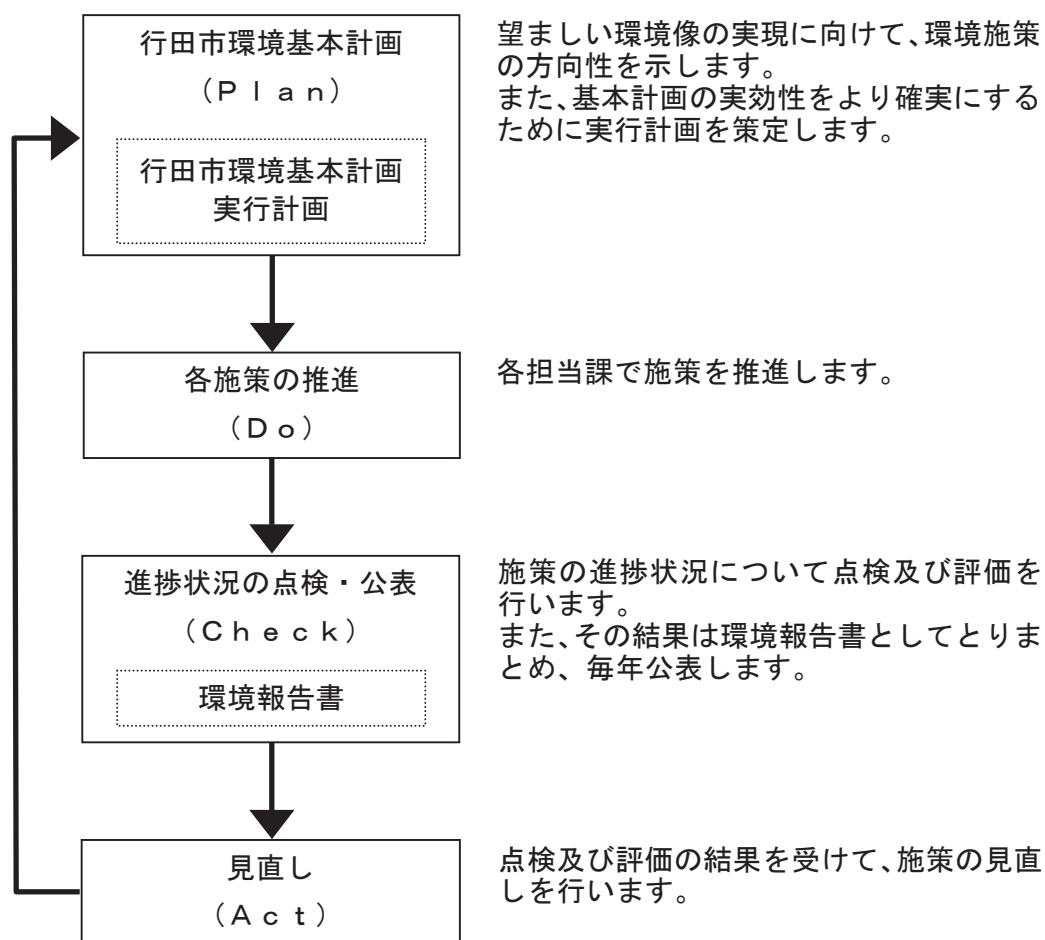 行田市環境基本計画
（Ｐｌａｎ）
行田市環境基本計画
実行計画
望ましい環境像の実現に向けて、環境施策
の方向性を示します。
また、基本計画の実効性をより確実にする
ために実行計画を策定します。
各施策の推進
（Ｄｏ）
各担当課で施策を推進します。
進捗状況の点検・公表
（Ｃｈｅｃｋ）
環境報告書
施策の進捗状況について点検及び評価を
行います。
また、その結果は環境報告書としてとりま
とめ、毎年公表します。
見直し
（Ａｃｔ）
点検及び評価の結果を受けて、施策の見直
しを行います。